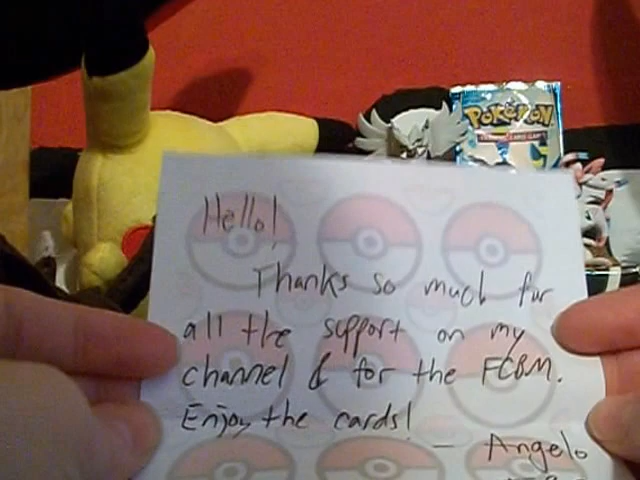 POKéMON
Hello!
Thanks so much for
all the support on my
channel & for the FCBM.
Enjoy the cards!
- Angelo